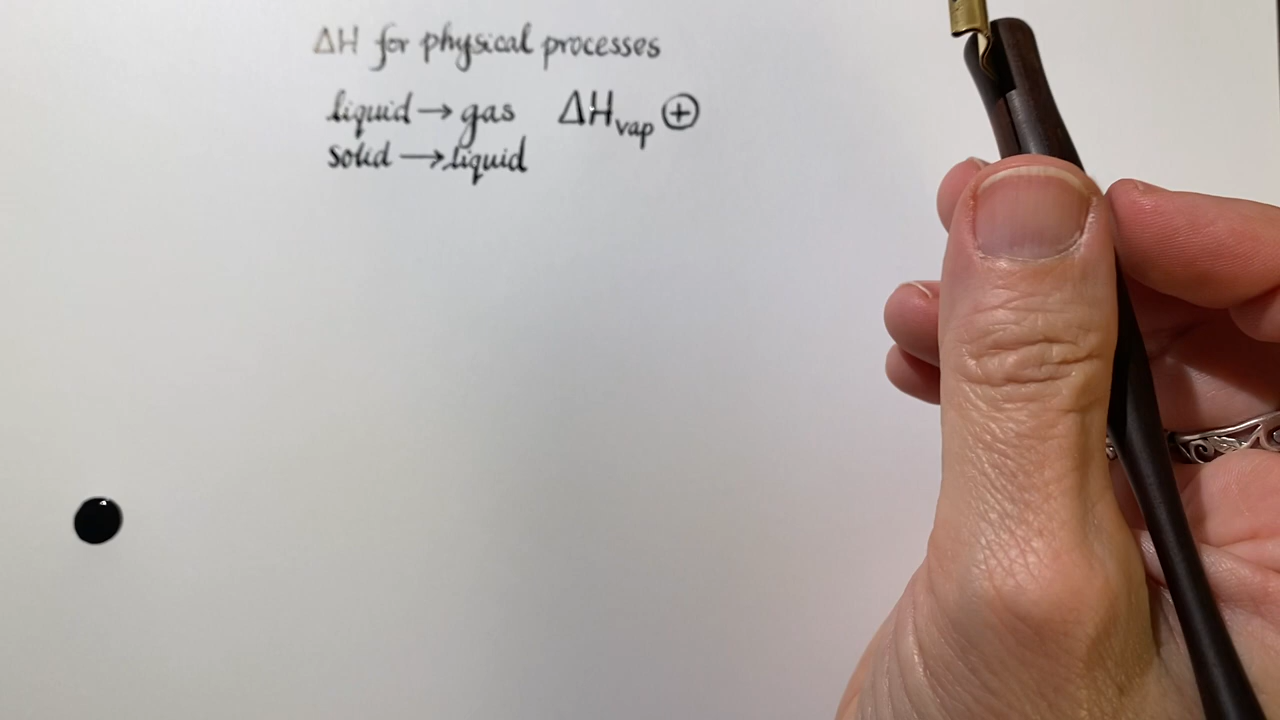 ΔH for physical processes
liquid → gas ΔHvap ⊕
solid → liquid